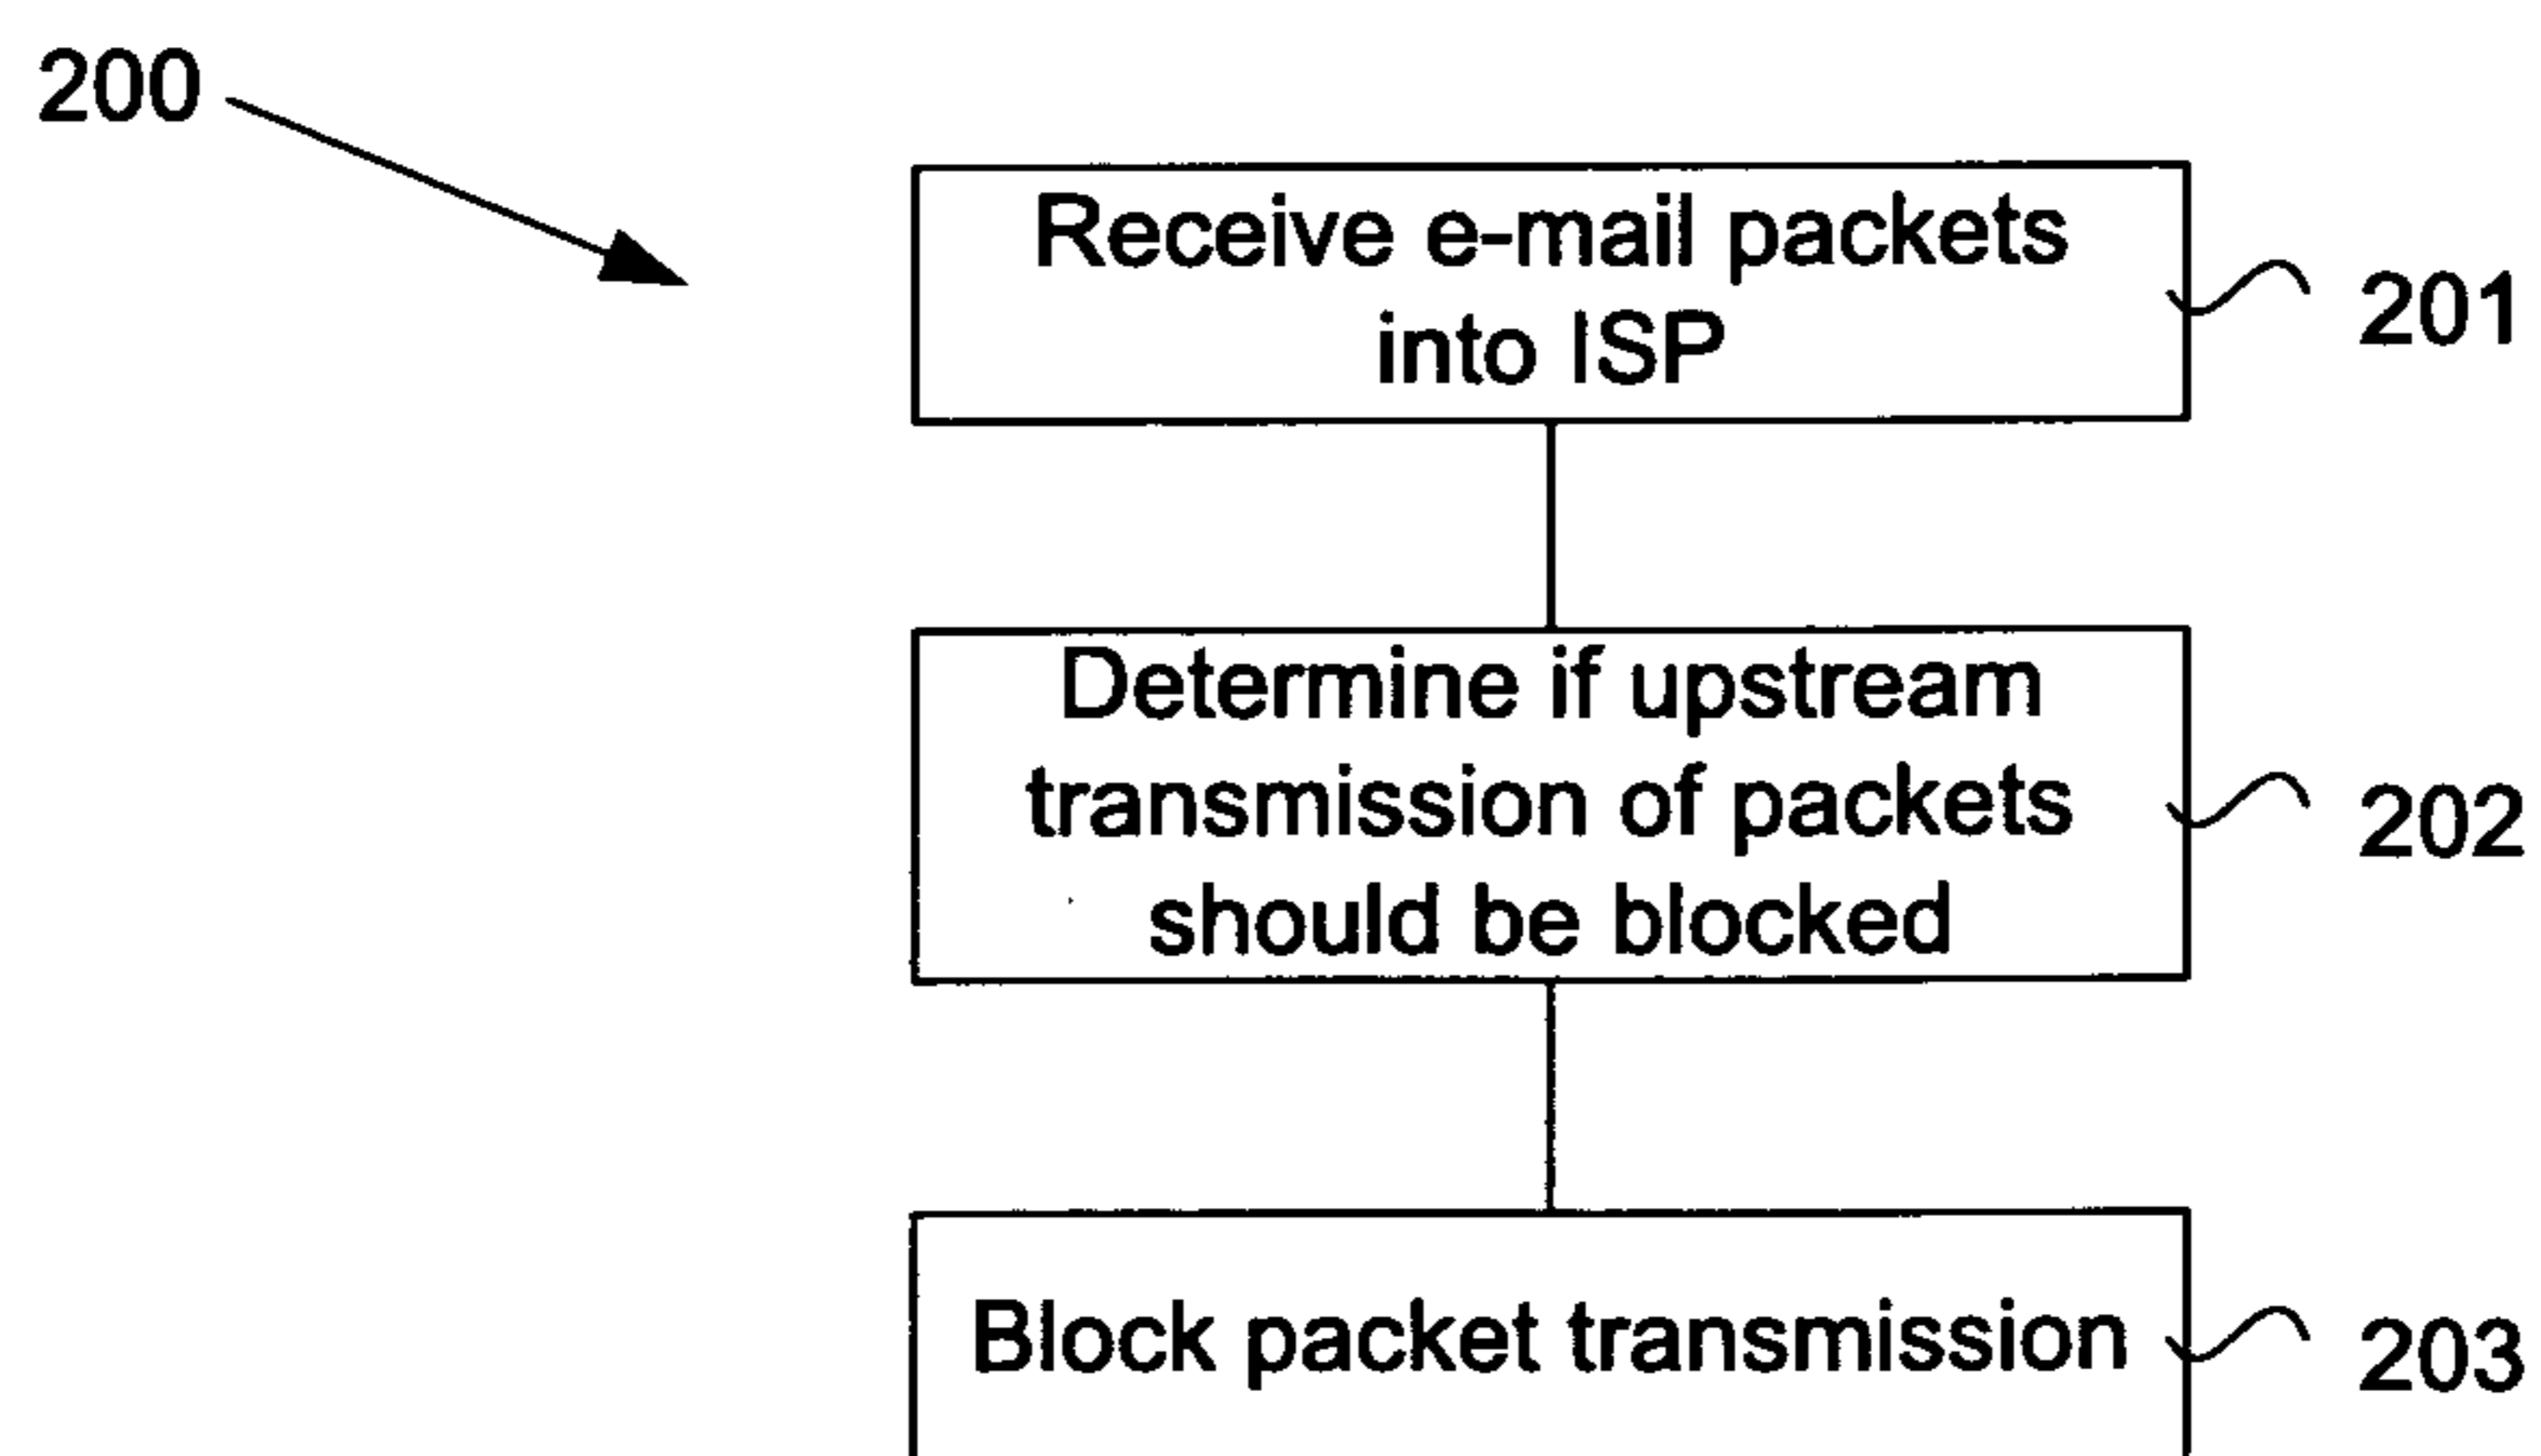 200
Receive e-mail packets
into ISP
201
Determine if upstream
transmission of packets
should be blocked
202
Block packet transmission
203